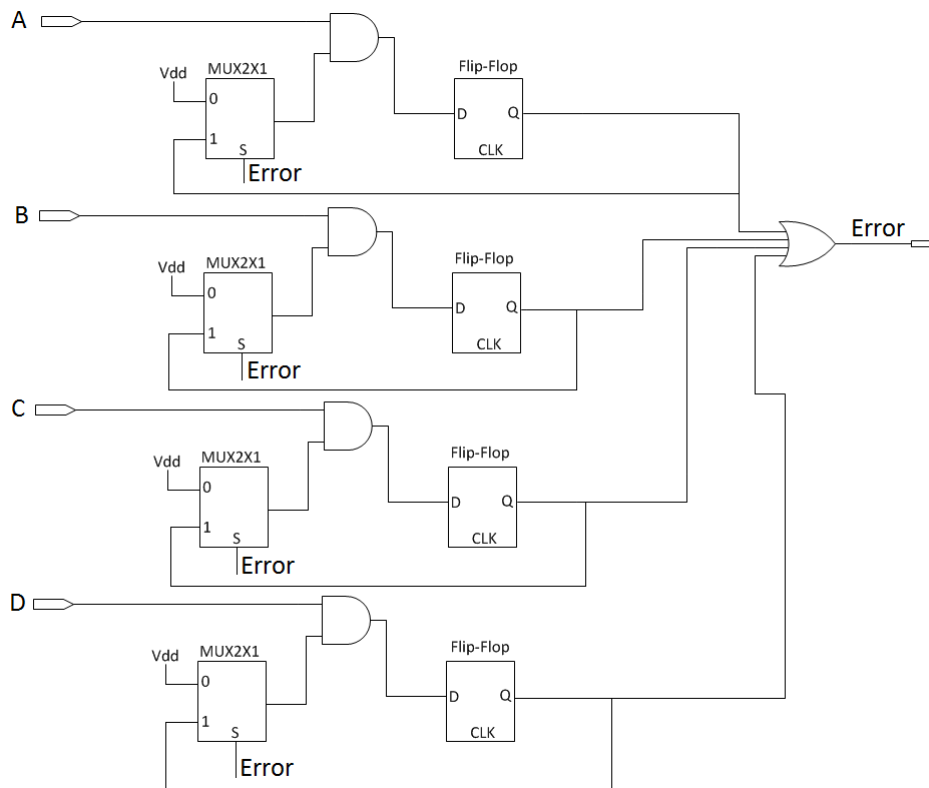 A
MUX2X1
Flip-Flop
Vdd
0
D
Q
1
S
CLK
Error
B
Error
MUX2X1
Flip-Flop
Vdd
0
D
Q
1
S
CLK
Error
C
MUX2X1
Flip-Flop
Vdd
0
D
Q
1
S
CLK
Error
D
MUX2X1
Flip-Flop
Vdd
0
D
Q
1
S
CLK
Error